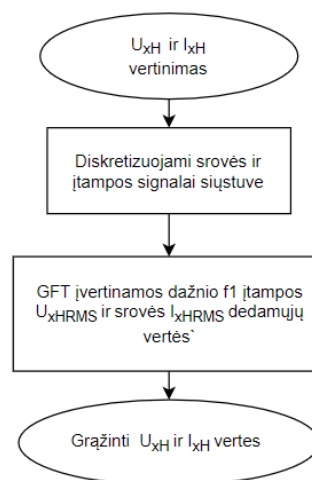 UxH ir IxH
vertinimas
Diskretizuojami srovės ir
įtampos signalai siųstuve
GFT įvertinamos dažnio f1 įtampos
UxHRMS ir srovės IxHRMS dedamųjų
vertės`
Grąžinti UxH ir IxH vertes